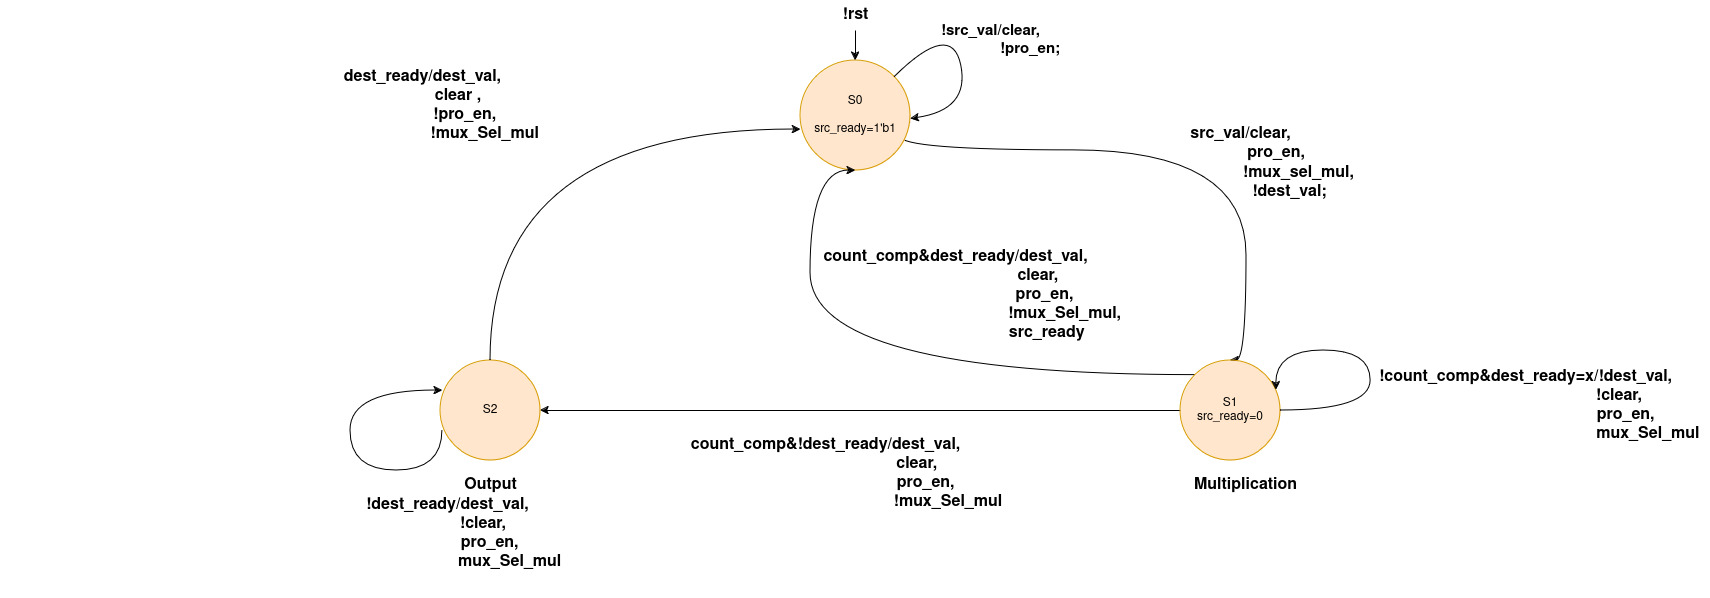 !rst
!src_val/clear,
!pro_en;
dest_ready/dest_val,
clear ,
!pro_en,
!mux_Sel_mul
S0
src_ready=1'b1
src_val/clear,
pro_en,
!mux_sel_mul,
!dest_val;
count_comp&dest_ready/dest_val,
clear,
pro_en,
!mux_Sel_mul,
src_ready
S2
S1
src_ready=0
!count_comp&dest_ready=x/!dest_val,
!clear,
pro_en,
mux_Sel_mul
count_comp&!dest_ready/dest_val,
clear,
pro_en,
!mux_Sel_mul
Output
!dest_ready/dest_val,
!clear,
pro_en,
mux_Sel_mul
Multiplication